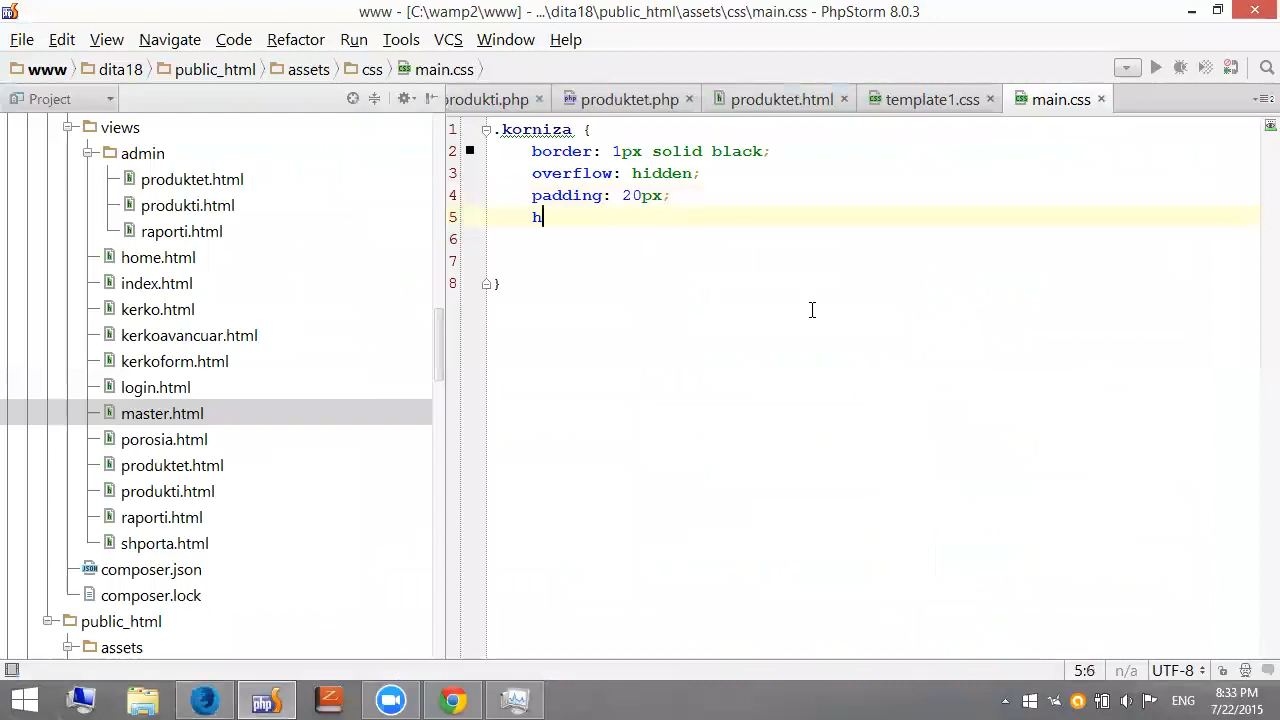 www - [C:\wamp2\www] - ...\dita18\public_html\assets\css\main.css - PhpStorm 8.0.3
File Edit View Navigate Code Refactor Run Tools VCS Window Help
www dita18 public_html assets css main.css
Project
produkti.php produktet.php produktet.html template1.css main.css
views
admin
produktet.html
produkti.html
raporti.html
home.html
index.html
kerko.html
kerkoavancuar.html
kerkoform.html
login.html
master.html
porosia.html
produktet.html
produkti.html
raporti.html
shporta.html
composer.json
composer.lock
public_html
assets
1 .korniza {
2 border: 1px solid black;
3 overflow: hidden;
4 padding: 20px;
5 h
6
7
8 }
5:6 n/a UTF-8
ENG 8:33 PM
7/22/2015